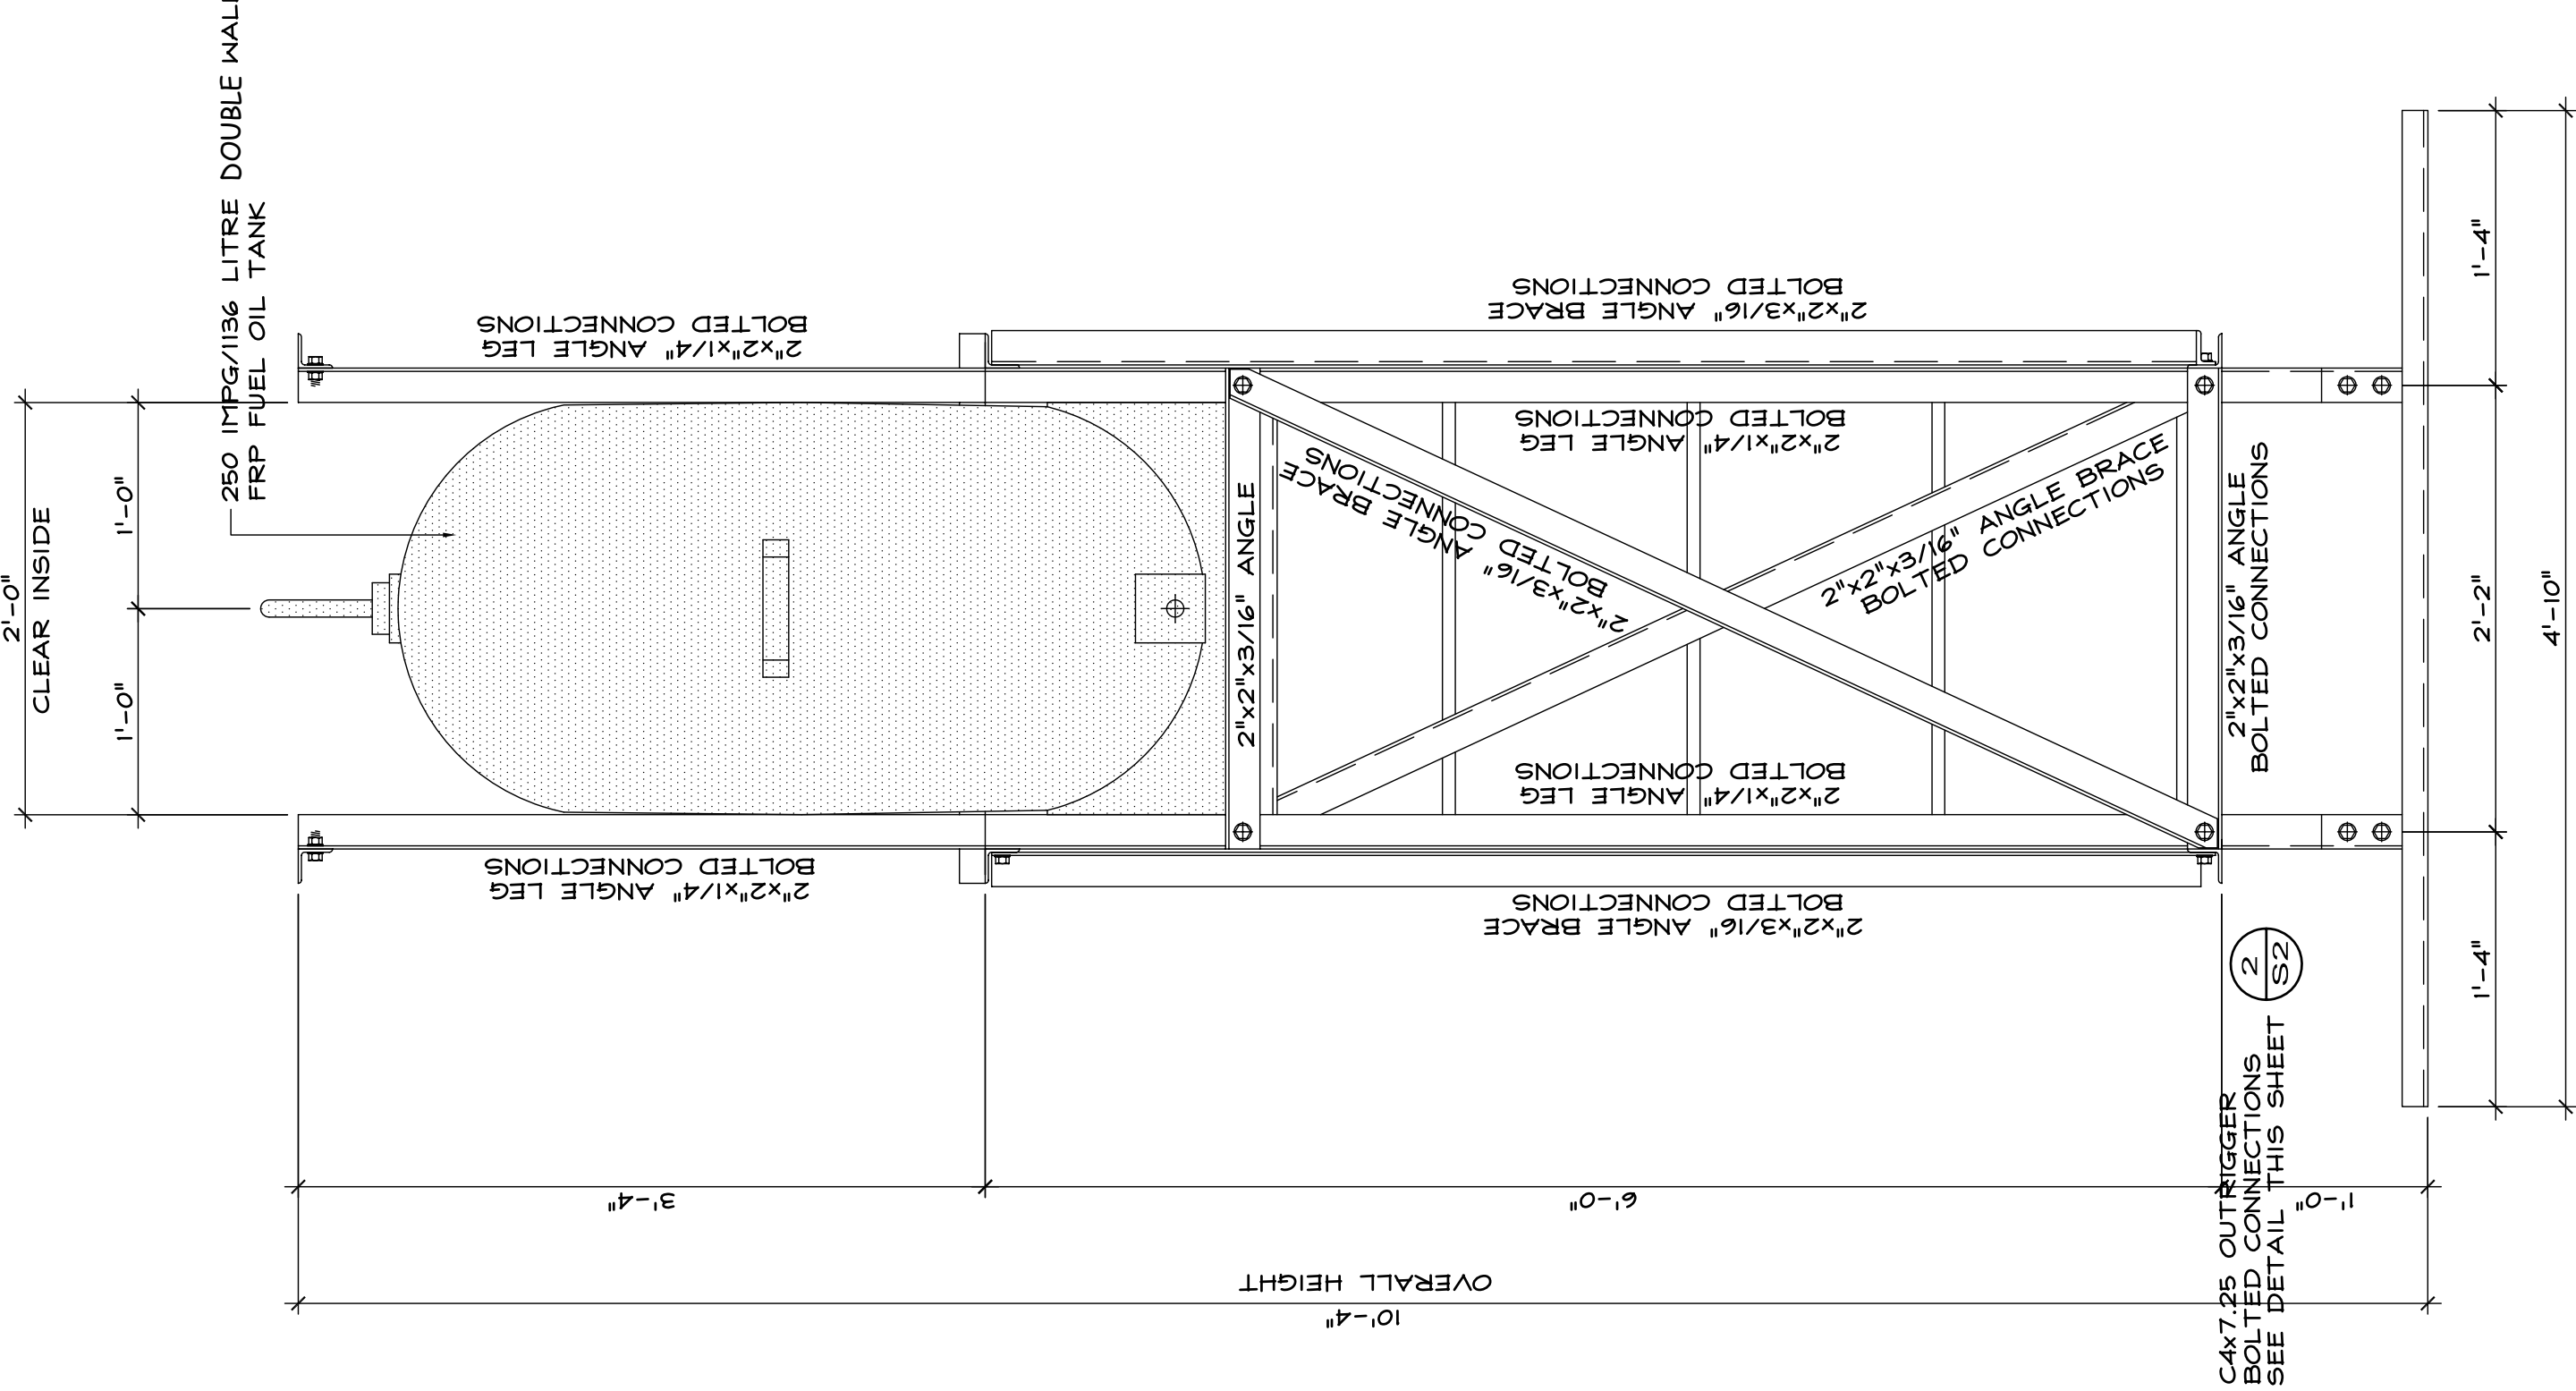 2'-0"
CLEAR INSIDE
1'-0"
1'-0"
250 IMPG/1136 LITRE DOUBLE WALL
FRP FUEL OIL TANK
2"x2"x1/4" ANGLE LEG
BOLTED CONNECTIONS
2"x2"x1/4" ANGLE LEG
BOLTED CONNECTIONS
2"x2"x3/16" ANGLE BRACE
BOLTED CONNECTIONS
2"x2"x3/16" ANGLE BRACE
BOLTED CONNECTIONS
2"x2"x3/16" ANGLE
2"x2"x1/4" ANGLE LEG
BOLTED CONNECTIONS
2"x2"x1/4" ANGLE LEG
BOLTED CONNECTIONS
2"x2"x3/16" ANGLE BRACE
BOLTED CONNECTIONS
2"x2"x3/16" ANGLE BRACE
BOLTED CONNECTIONS
2"x2"x3/16" ANGLE
BOLTED CONNECTIONS
C4x7.25 OUTRIGGER
BOLTED CONNECTIONS
SEE DETAIL THIS SHEET
2
S2
3'-4"
6'-0"
1'-0"
OVERALL HEIGHT
10'-4"
1'-4"
2'-2"
1'-4"
4'-10"